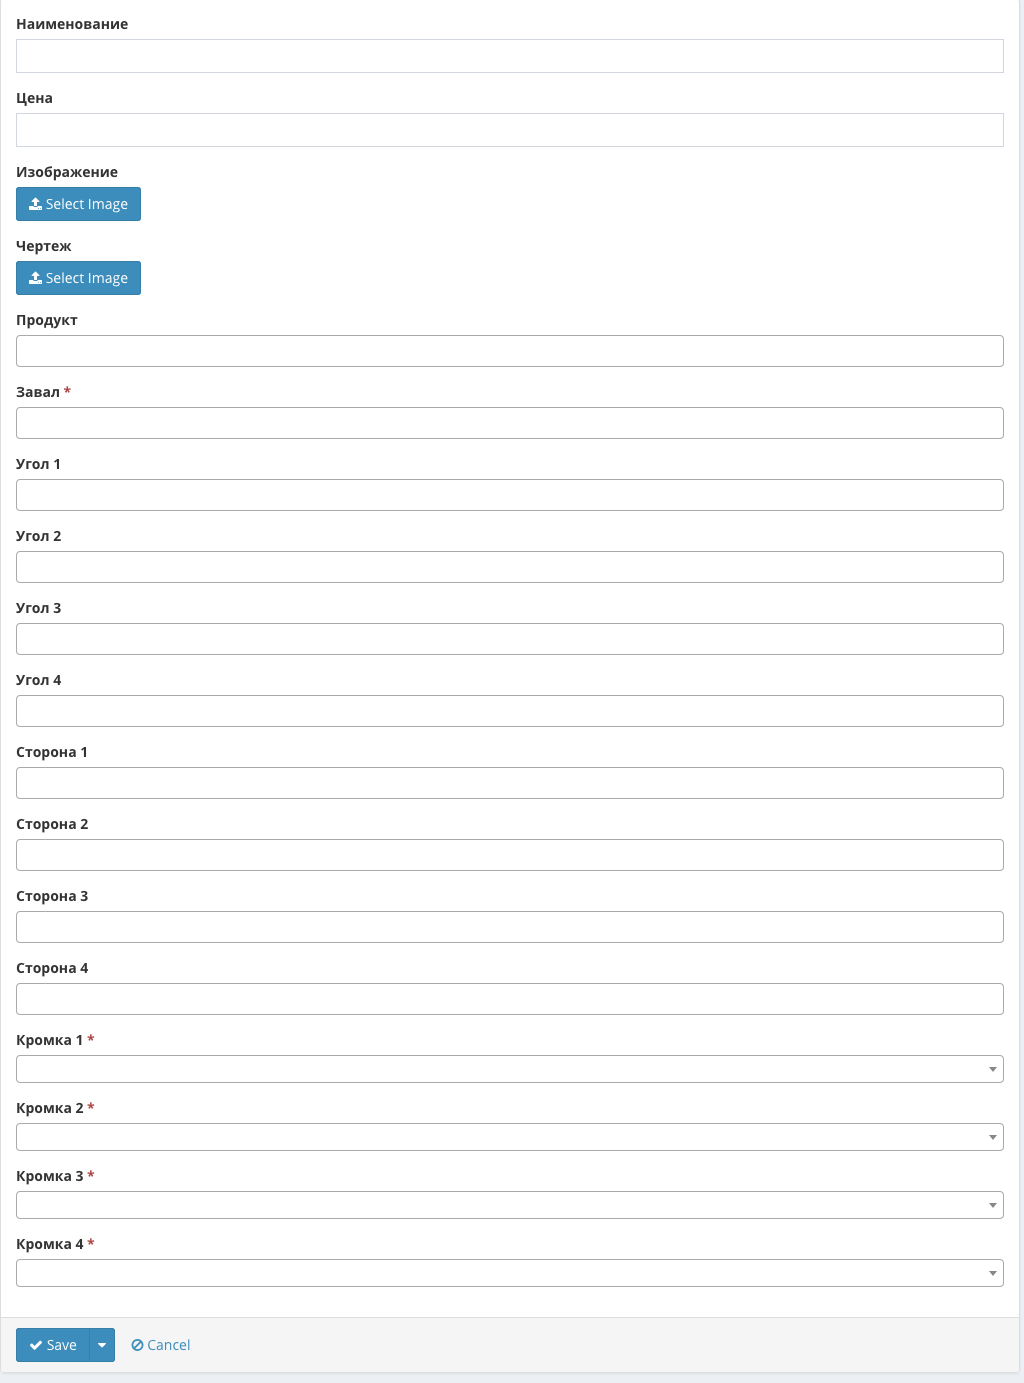 Наименование
Цена
Изображение
Select Image
Чертеж
Select Image
Продукт
Завал *
Угол 1
Угол 2
Угол 3
Угол 4
Сторона 1
Сторона 2
Сторона 3
Сторона 4
Кромка 1 *
Кромка 2 *
Кромка 3 *
Кромка 4 *
Save Cancel